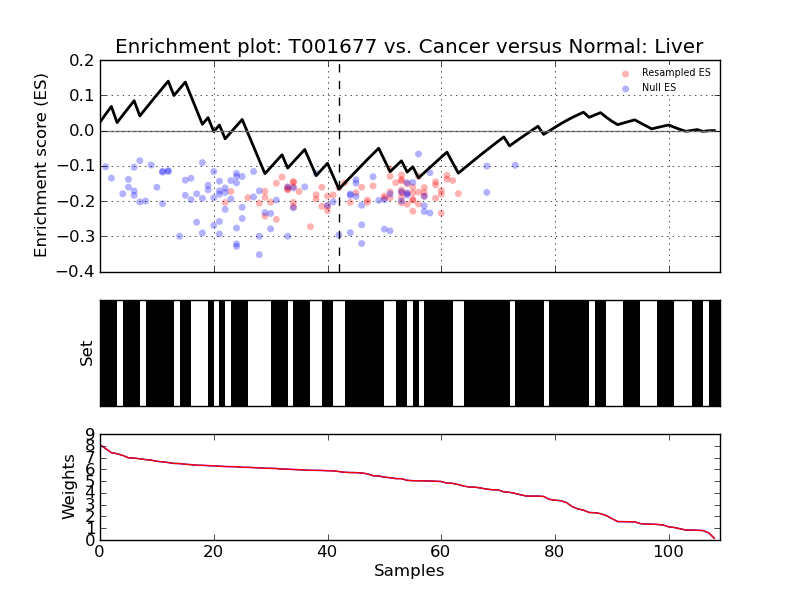 Enrichment plot: T001677 vs. Cancer versus Normal: Liver
Enrichment score (ES)
0.2
0.1
0.0
−0.1
−0.2
−0.3
−0.4
Resampled ES
Null ES
Set
Weights
9
8
7
6
5
4
3
2
1
0
0 20 40 60 80 100
Samples